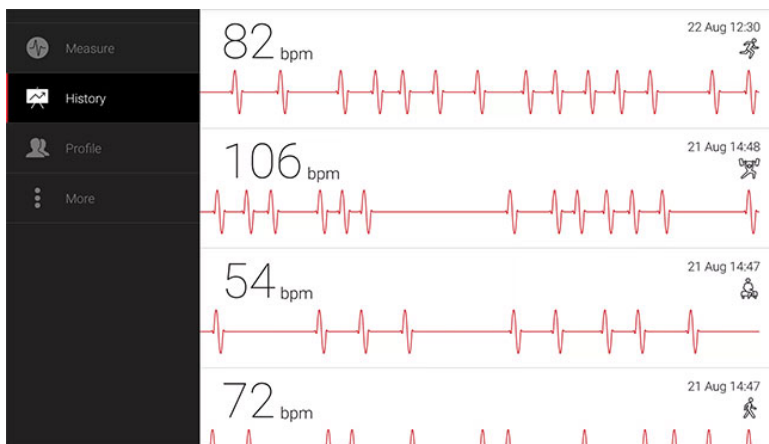 Measure
History
Profile
More
82 bpm
22 Aug 12:30
106 bpm
21 Aug 14:48
54 bpm
21 Aug 14:47
72 bpm
21 Aug 14:47